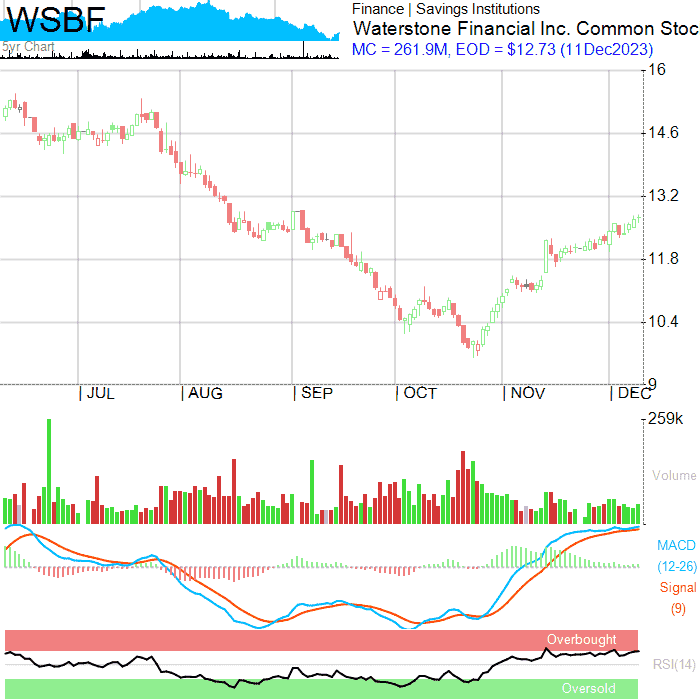 WSBF
5yr Chart
Finance | Savings Institutions
Waterstone Financial Inc. Common Stoc
MC = 261.9M, EOD = $12.73 (11Dec2023)
16
14.6
13.2
11.8
10.4
9
| JUL | AUG | SEP | OCT | NOV | DEC
259k
Volume
MACD
(12-26)
Signal
(9)
Overbought
RSI(14)
Oversold